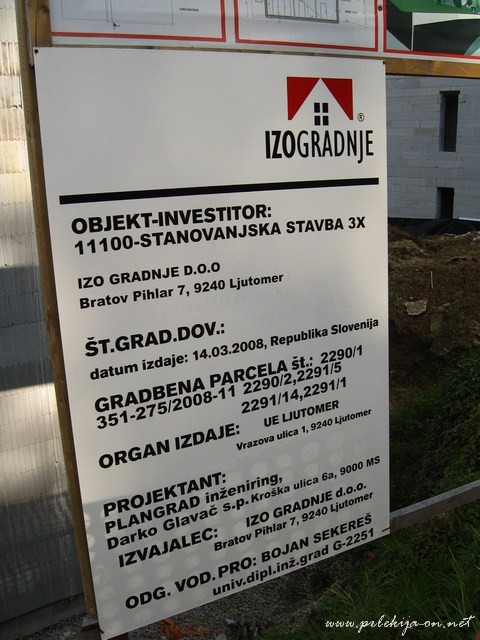 IZOGRADNJE®
OBJEKT-INVESTITOR:
11100-STANOVANJSKA STAVBA 3X
IZO GRADNJE D.O.O
Bratov Pihlar 7, 9240 Ljutomer
ŠT.GRAD.DOV.:
datum izdaje: 14.03.2008, Republika Slovenija
GRADBENA PARCELA št.: 2290/1
351-275/2008-11 2290/2,2291/5
2291/14,2291/1
ORGAN IZDAJE: UE LJUTOMER
Vrazova ulica 1, 9240 Ljutomer
PROJEKTANT:
PLANGRAD inženiring,
Darko Glavač s.p. Kroška ulica 6a, 9000 MS
IZVAJALEC: IZO GRADNJE d.o.o.
Bratov Pihlar 7, 9240 Ljutomer
ODG. VOD. PRO: BOJAN SEKEREŠ
univ.dipl.inž.grad G-2251
www.prlekija-on.net